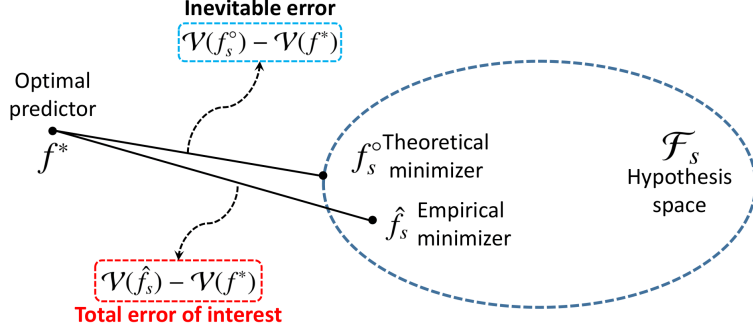 Inevitable error
𝒱(f_s°) − 𝒱(f*)
Optimal
predictor
f*
f_s° Theoretical
minimizer
f̂_s Empirical
minimizer
ℱ_s
Hypothesis
space
𝒱(f̂_s) − 𝒱(f*)
Total error of interest